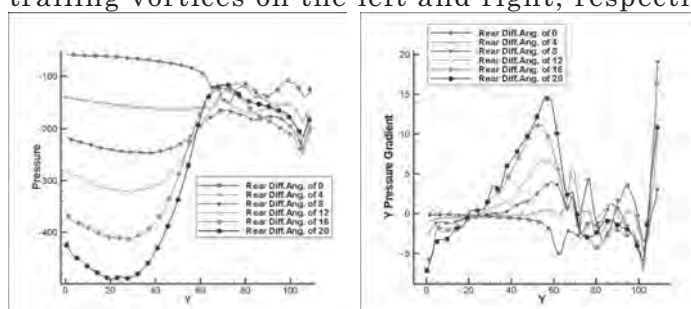 trailing vortices on the left and right, respecti
Rear Diff.Ang. of 0
Rear Diff.Ang. of 4
Rear Diff.Ang. of 8
Rear Diff.Ang. of 12
Rear Diff.Ang. of 16
Rear Diff.Ang. of 20
Pressure
-100
-200
-300
-400
0 20 40 60 80 100
Y
Rear Diff.Ang. of 0
Rear Diff.Ang. of 4
Rear Diff.Ang. of 8
Rear Diff.Ang. of 12
Rear Diff.Ang. of 16
Rear Diff.Ang. of 20
Y Pressure Gradient
20
15
10
5
0
-5
0 20 40 60 80 100
Y